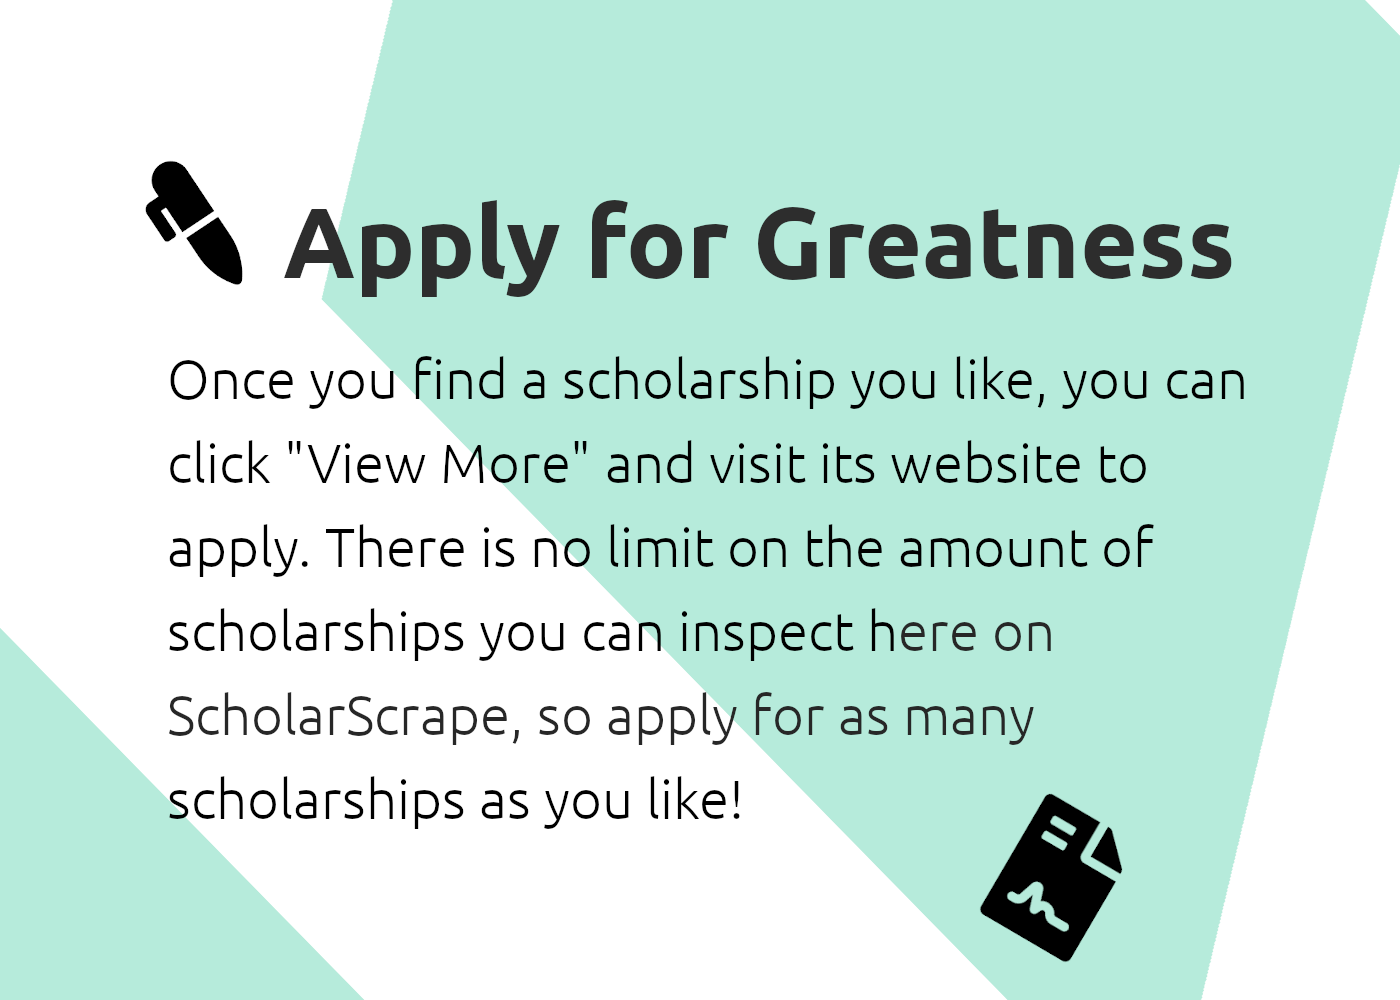 Apply for Greatness
Once you find a scholarship you like, you can
click "View More" and visit its website to
apply. There is no limit on the amount of
scholarships you can inspect here on
ScholarScrape, so apply for as many
scholarships as you like!